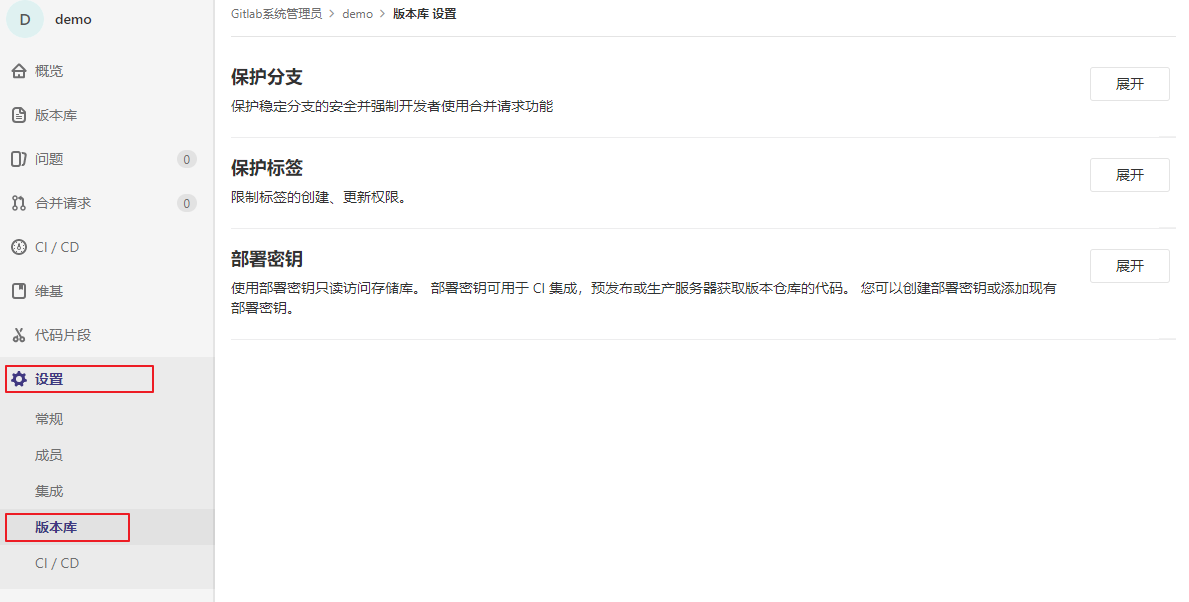 D demo
概览
版本库
问题 0
合并请求 0
CI / CD
维基
代码片段
设置
常规
成员
集成
版本库
CI / CD
Gitlab系统管理员 > demo > 版本库 设置
保护分支
展开
保护稳定分支的安全并强制开发者使用合并请求功能
保护标签
展开
限制标签的创建、更新权限。
部署密钥
展开
使用部署密钥只读访问存储库。 部署密钥可用于 CI 集成，预发布或生产服务器获取版本仓库的代码。 您可以创建部署密钥或添加现有
部署密钥。